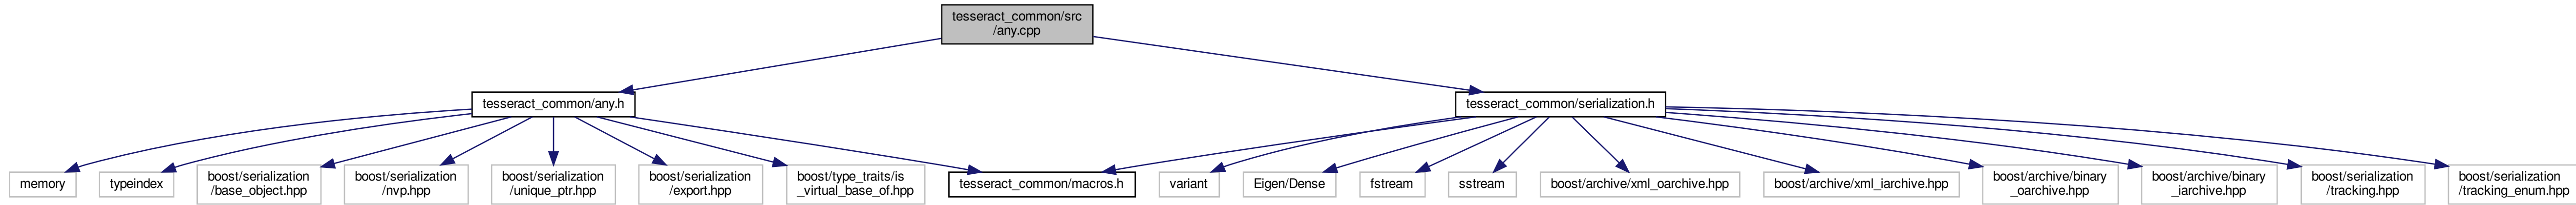 tesseract_common/src
/any.cpp
tesseract_common/any.h
tesseract_common/serialization.h
memory
typeindex
boost/serialization
/base_object.hpp
boost/serialization
/nvp.hpp
boost/serialization
/unique_ptr.hpp
boost/serialization
/export.hpp
boost/type_traits/is
_virtual_base_of.hpp
tesseract_common/macros.h
variant
Eigen/Dense
fstream
sstream
boost/archive/xml_oarchive.hpp
boost/archive/xml_iarchive.hpp
boost/archive/binary
_oarchive.hpp
boost/archive/binary
_iarchive.hpp
boost/serialization
/tracking.hpp
boost/serialization
/tracking_enum.hpp